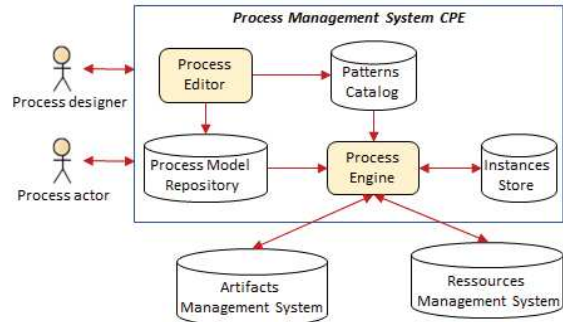 Process Management System CPE
Process designer
Process
Editor
Patterns
Catalog
Process actor
Process Model
Repository
Process
Engine
Instances
Store
Artifacts
Management System
Ressources
Management System